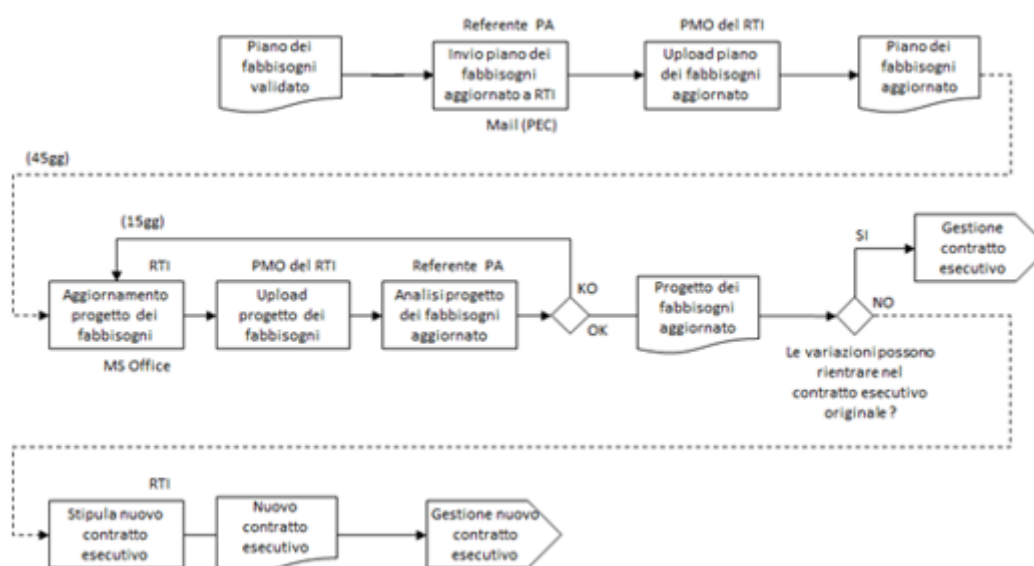 Referente PA
PMO del RTI
Piano dei
fabbisogni
validato
Invio piano dei
fabbisogni
aggiornato a RTI
Upload piano
dei fabbisogni
aggiornato
Piano dei
fabbisogni
aggiornato
Mail (PEC)
(45gg)
(15gg)
RTI
PMO del RTI
Referente PA
Aggiornamento
progetto dei
fabbisogni
Upload
progetto dei
fabbisogni
Analisi progetto
dei fabbisogni
aggiornato
KO
OK
Progetto dei
fabbisogni
aggiornato
SI
NO
Gestione
contratto
esecutivo
MS Office
Le variazioni possono
rientrare nel
contratto esecutivo
originale ?
RTI
Stipula nuovo
contratto
esecutivo
Nuovo
contratto
esecutivo
Gestione nuovo
contratto
esecutivo